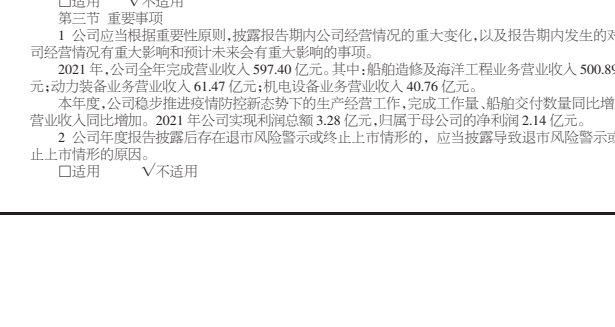 □适用 √不适用
第三节 重要事项
1 公司应当根据重要性原则,披露报告期内公司经营情况的重大变化,以及报告期内发生的对
司经营情况有重大影响和预计未来会有重大影响的事项。
2021 年,公司全年完成营业收入 597.40 亿元。其中:船舶造修及海洋工程业务营业收入 500.89
元;动力装备业务营业收入 61.47 亿元;机电设备业务营业收入 40.76 亿元。
本年度,公司稳步推进疫情防控新态势下的生产经营工作,完成工作量、船舶交付数量同比增
营业收入同比增加。2021 年公司实现利润总额 3.28 亿元,归属于母公司的净利润 2.14 亿元。
2 公司年度报告披露后存在退市风险警示或终止上市情形的，应当披露导致退市风险警示或
止上市情形的原因。
□适用 √不适用